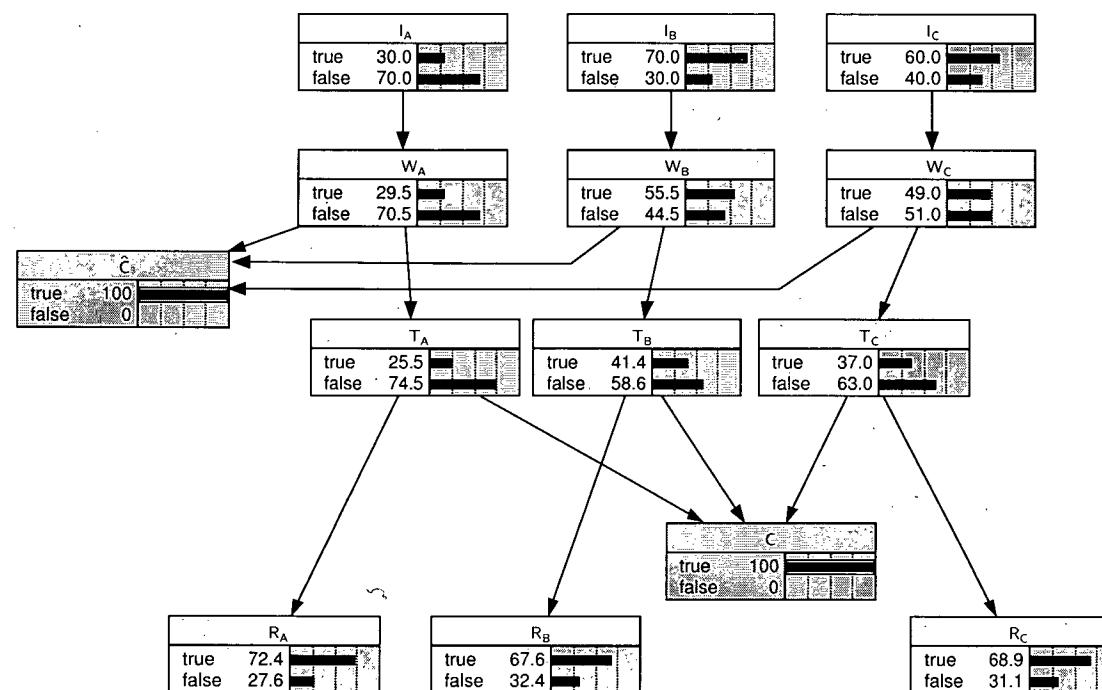 I_A
true 30.0
false 70.0
I_B
true 70.0
false 30.0
I_C
true 60.0
false 40.0
W_A
true 29.5
false 70.5
W_B
true 55.5
false 44.5
W_C
true 49.0
false 51.0
Ĉ
true 100
false 0
T_A
true 25.5
false 74.5
T_B
true 41.4
false 58.6
T_C
true 37.0
false 63.0
C
true 100
false 0
R_A
true 72.4
false 27.6
R_B
true 67.6
false 32.4
R_C
true 68.9
false 31.1